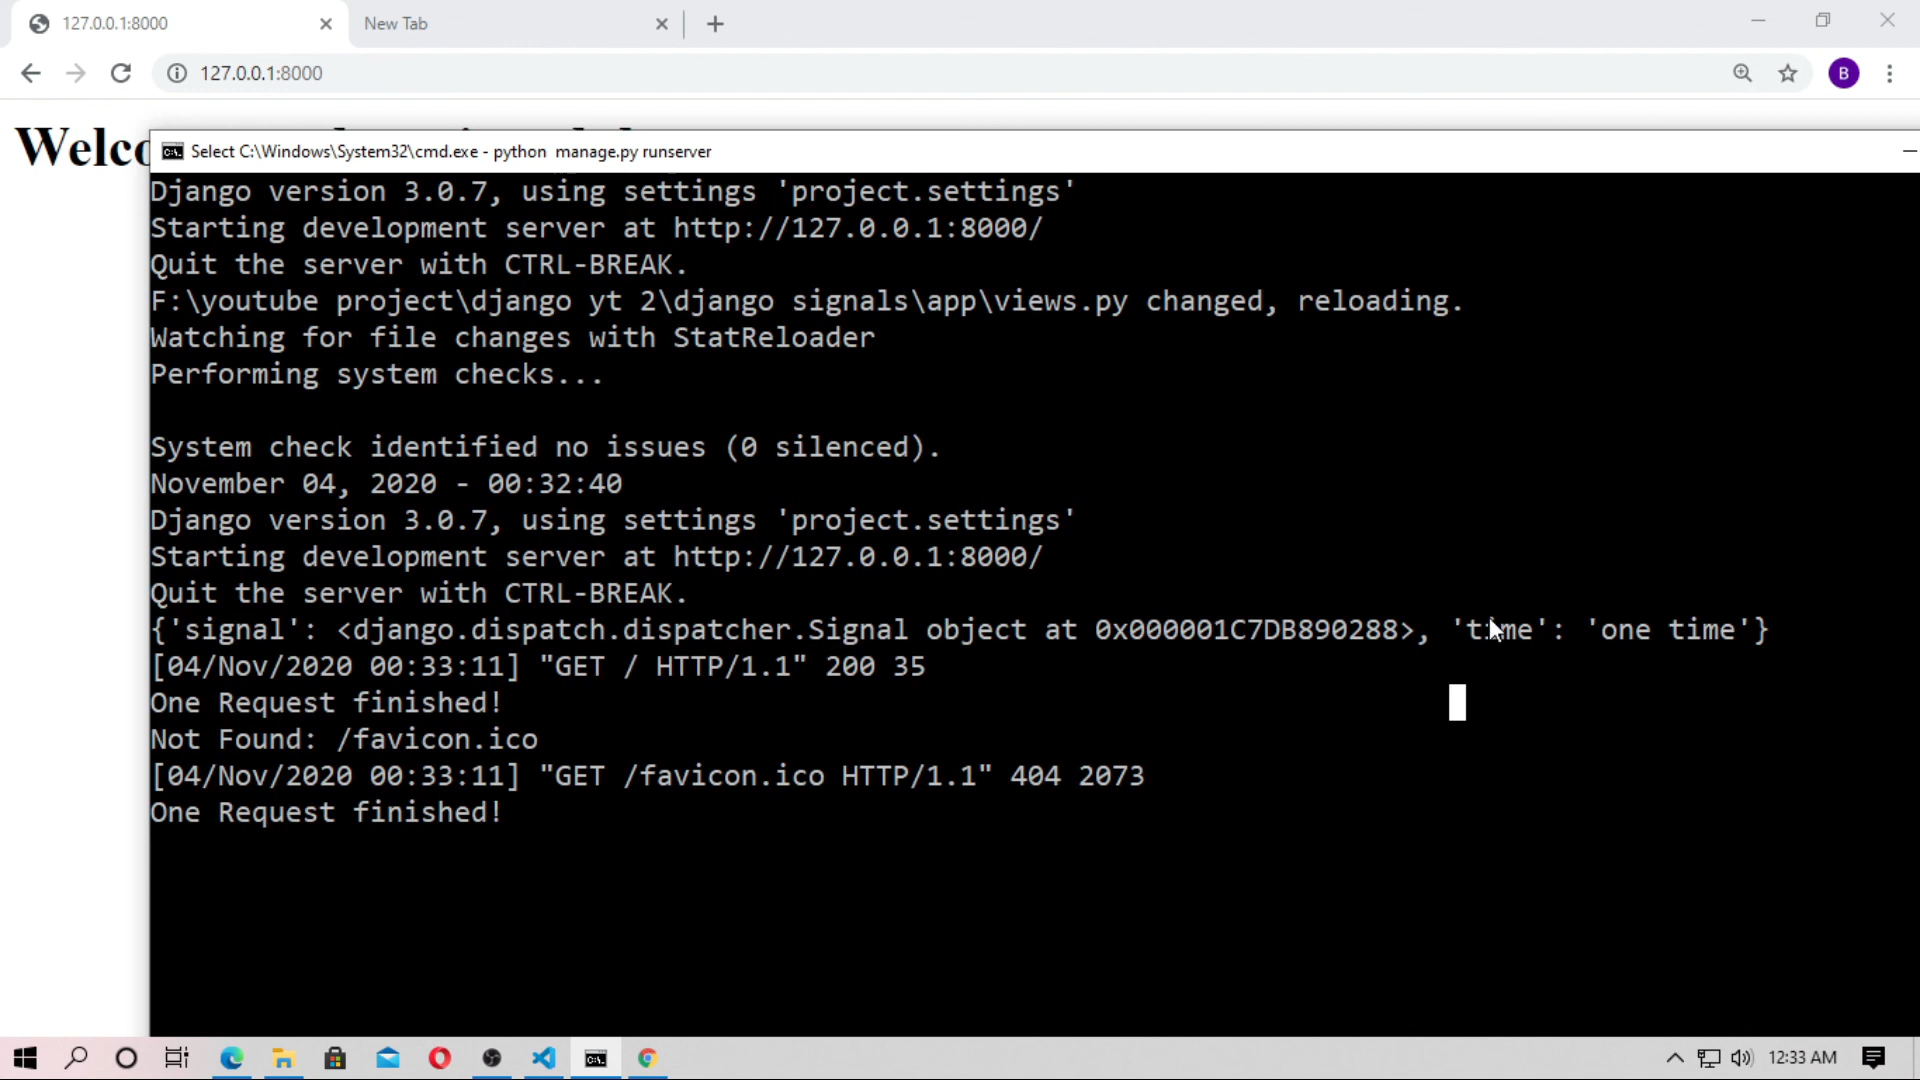 127.0.0.1:8000
New Tab
127.0.0.1:8000
B
Select C:\Windows\System32\cmd.exe - python  manage.py runserver
Django version 3.0.7, using settings 'project.settings'
Starting development server at http://127.0.0.1:8000/
Quit the server with CTRL-BREAK.
F:\youtube project\django yt 2\django signals\app\views.py changed, reloading.
Watching for file changes with StatReloader
Performing system checks...
System check identified no issues (0 silenced).
November 04, 2020 - 00:32:40
Django version 3.0.7, using settings 'project.settings'
Starting development server at http://127.0.0.1:8000/
Quit the server with CTRL-BREAK.
{'signal': <django.dispatch.dispatcher.Signal object at 0x000001C7DB890288>, 'time': 'one time'}
[04/Nov/2020 00:33:11] "GET / HTTP/1.1" 200 35
One Request finished!
Not Found: /favicon.ico
[04/Nov/2020 00:33:11] "GET /favicon.ico HTTP/1.1" 404 2073
One Request finished!
12:33 AM